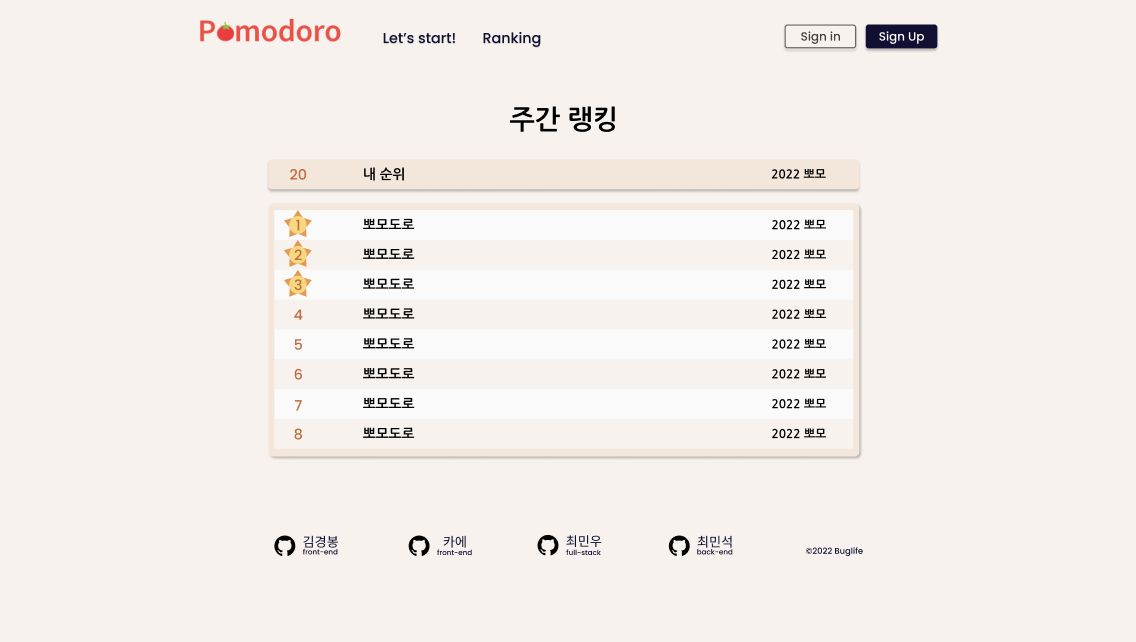 Pomodoro
Let's start! Ranking
Sign in Sign Up
주간 랭킹
20 내 순위 2022 뽀모
1 뽀모도로 2022 뽀모
2 뽀모도로 2022 뽀모
3 뽀모도로 2022 뽀모
4 뽀모도로 2022 뽀모
5 뽀모도로 2022 뽀모
6 뽀모도로 2022 뽀모
7 뽀모도로 2022 뽀모
8 뽀모도로 2022 뽀모
김경봉
front-end
카에
front-end
최민우
full-stack
최민석
back-end
©2022 Buglife